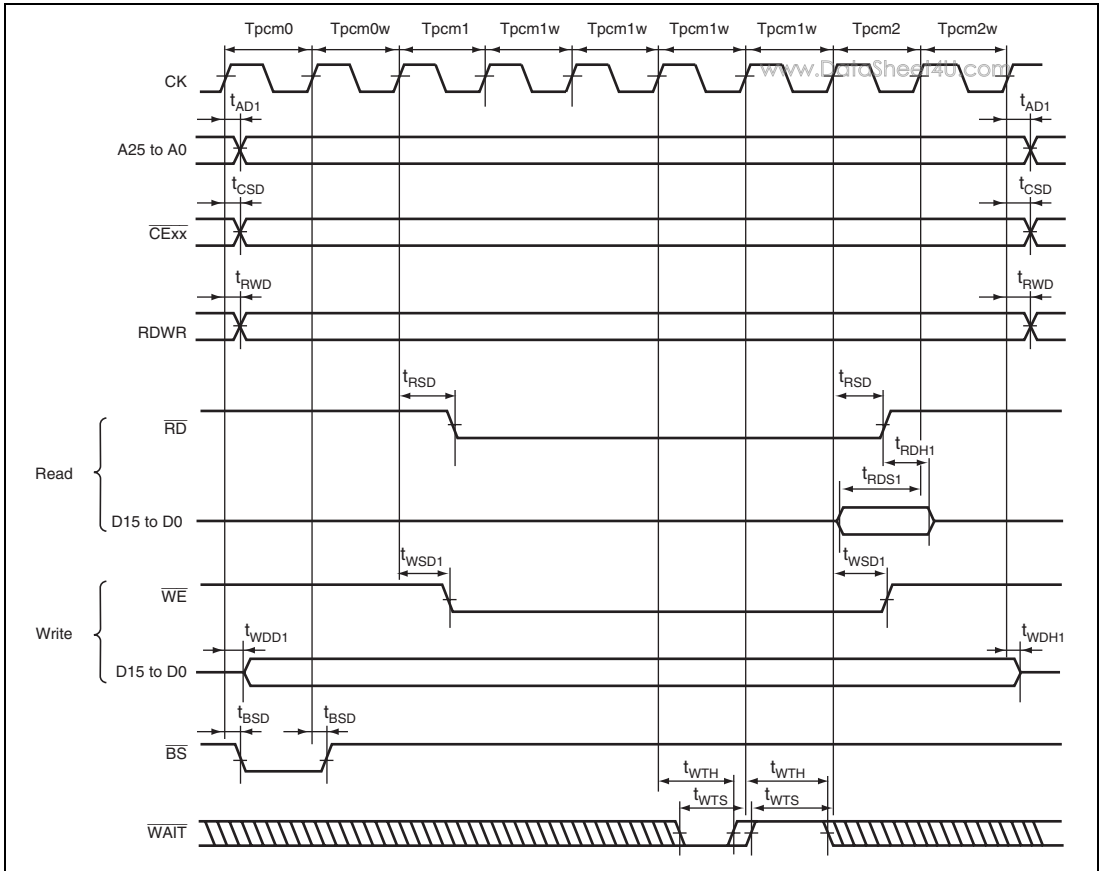 Tpcm0 Tpcm0w Tpcm1 Tpcm1w Tpcm1w Tpcm1w Tpcm1w Tpcm2 Tpcm2w
www.DataSheet4U.com
CK
tAD1 tAD1
A25 to A0
tCSD tCSD
CExx
tRWD tRWD
RDWR
tRSD tRSD
RD
tRDH1
Read
tRDS1
D15 to D0
tWSD1 tWSD1
WE
Write
tWDD1 tWDH1
D15 to D0
tBSD tBSD
BS
tWTH tWTH
tWTS tWTS
WAIT